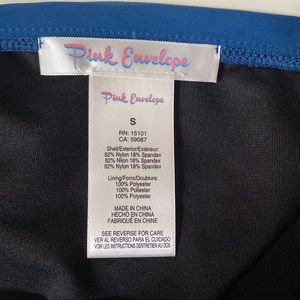 Pink Envelope
Pink Envelope
S
RN: 15101
CA: 59087
Shell/Exterior/Extérieur:
82% Nylon 18% Spandex
82% Nilon 18% Spandex
82% Nylon 18% Spandex
Lining/Forro/Doublure:
100% Polyester
100% Poliester
100% Polyester
MADE IN CHINA
HECHO EN CHINA
FABRIQUÉ EN CHINE
SEE REVERSE FOR CARE
VER AL REVERSO PARA EL CUIDADO
VOIR LES INSTRUCTIONS D'ENTRETIEN AU DOS